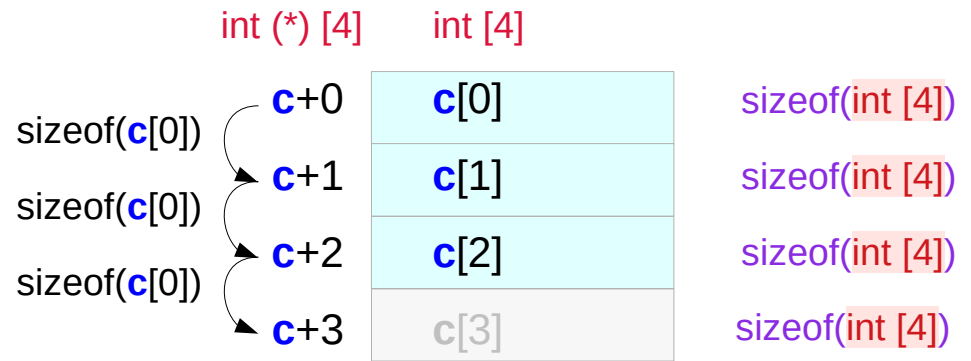 int (*) [4] int [4]
c+0 c[0] sizeof(int [4])
sizeof(c[0])
c+1 c[1] sizeof(int [4])
sizeof(c[0])
c+2 c[2] sizeof(int [4])
sizeof(c[0])
c+3 c[3] sizeof(int [4])